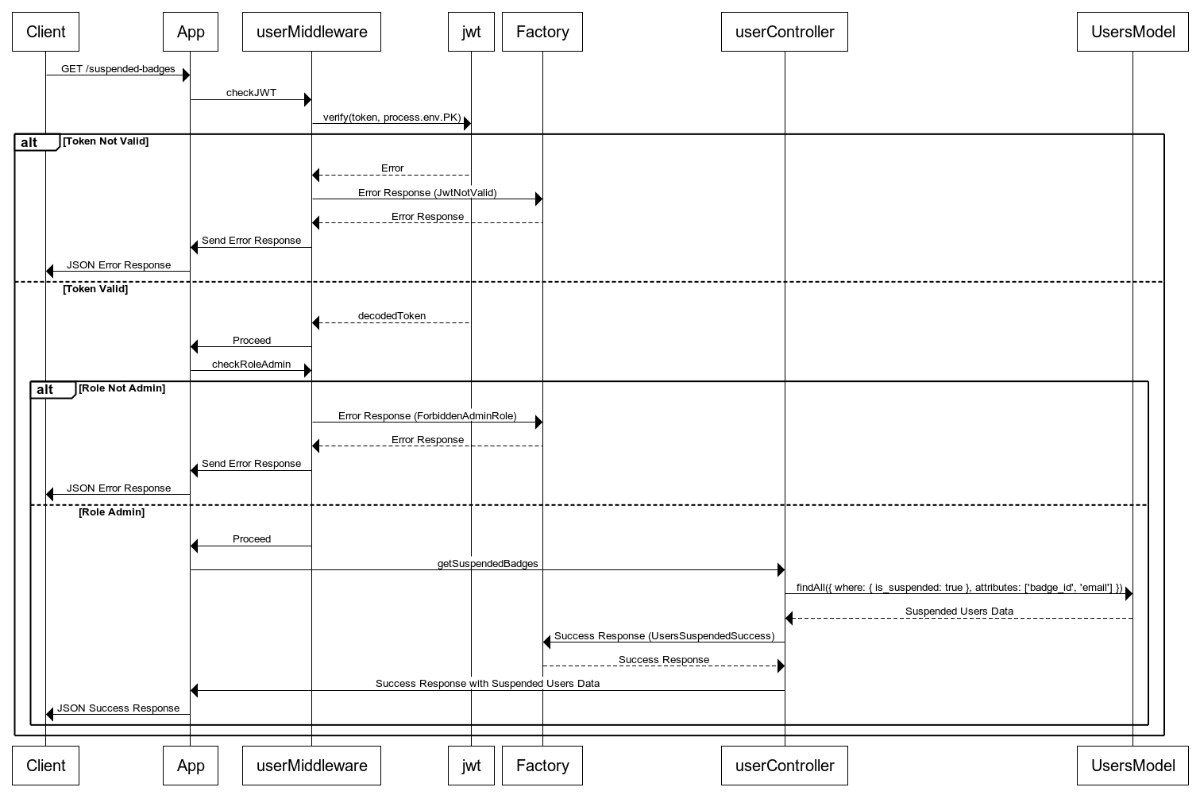 Client App userMiddleware jwt Factory userController UsersModel
GET /suspended-badges
checkJWT
verify(token, process.env.PK)
alt [Token Not Valid]
Error
Error Response (JwtNotValid)
Error Response
Send Error Response
JSON Error Response
[Token Valid]
decodedToken
Proceed
checkRoleAdmin
alt [Role Not Admin]
Error Response (ForbiddenAdminRole)
Error Response
Send Error Response
JSON Error Response
[Role Admin]
Proceed
getSuspendedBadges
findAll({ where: { is_suspended: true }, attributes: ['badge_id', 'email'] })
Suspended Users Data
Success Response (UsersSuspendedSuccess)
Success Response
Success Response with Suspended Users Data
JSON Success Response
Client App userMiddleware jwt Factory userController UsersModel